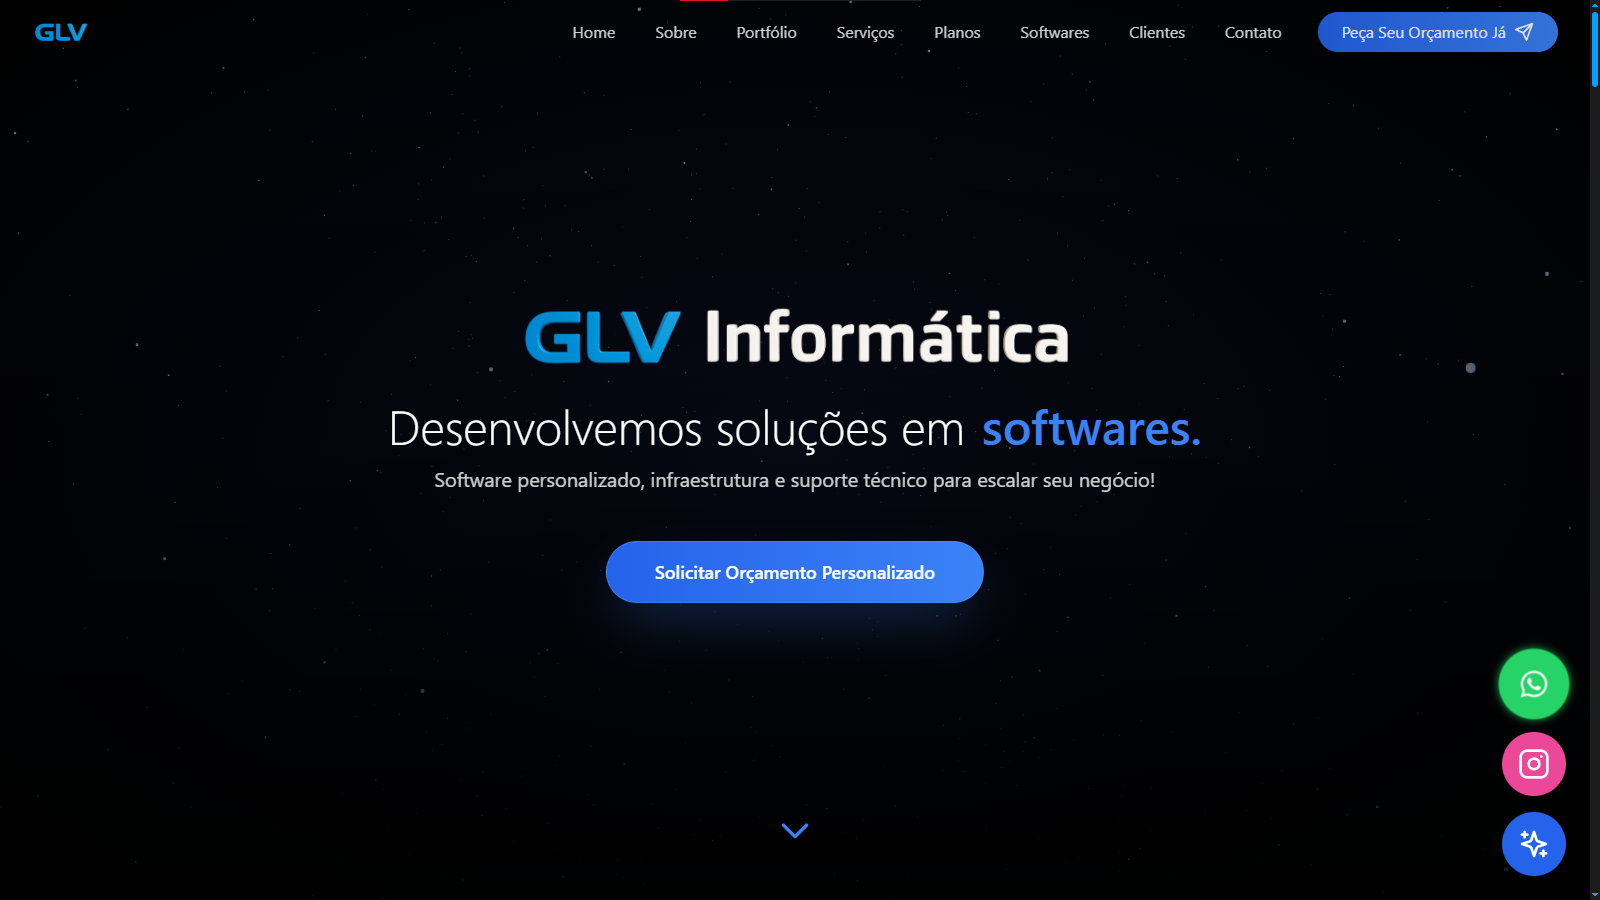 GLV
Home
Sobre
Portfólio
Serviços
Planos
Softwares
Clientes
Contato
Peça Seu Orçamento Já
GLV Informática
Desenvolvemos soluções em softwares.
Software personalizado, infraestrutura e suporte técnico para escalar seu negócio!
Solicitar Orçamento Personalizado